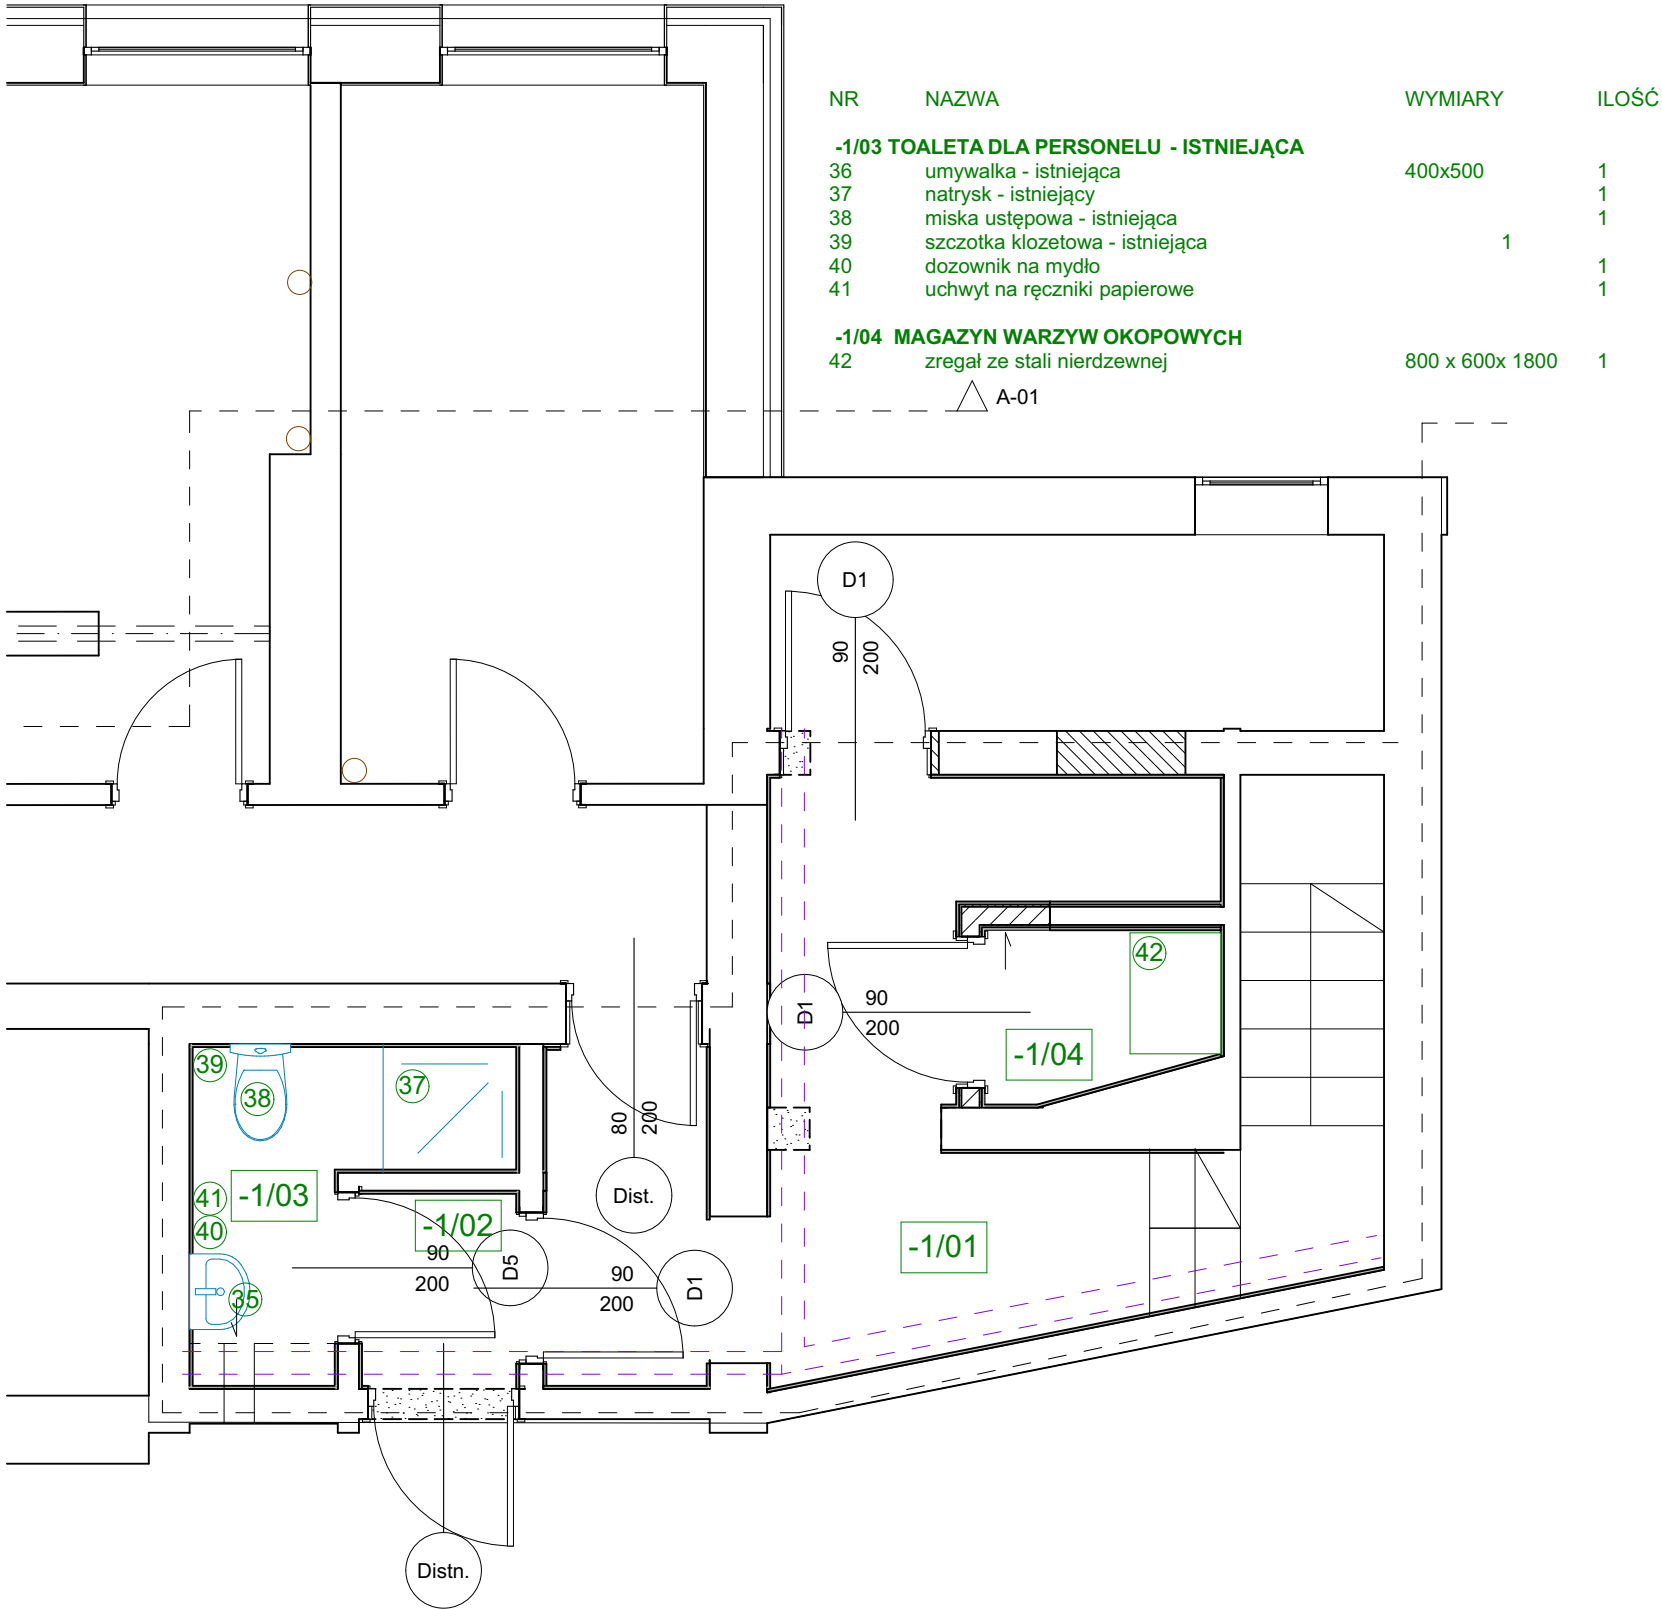 NR NAZWA WYMIARY ILOŚĆ
-1/03 TOALETA DLA PERSONELU - ISTNIEJĄCA
36 umywalka - istniejąca 400x500 1
37 natrysk - istniejący 1
38 miska ustępowa - istniejąca 1
39 szczotka klozetowa - istniejąca 1
40 dozownik na mydło 1
41 uchwyt na ręczniki papierowe 1
-1/04 MAGAZYN WARZYW OKOPOWYCH
42 zregał ze stali nierdzewnej 800 x 600x 1800 1
A-01
D1
90
200
42
D1
90
200
-1/04
39
38
37
80
200
Dist.
41
-1/03
40
-1/02
90
200
D5
90
200
D1
-1/01
35
Distn.